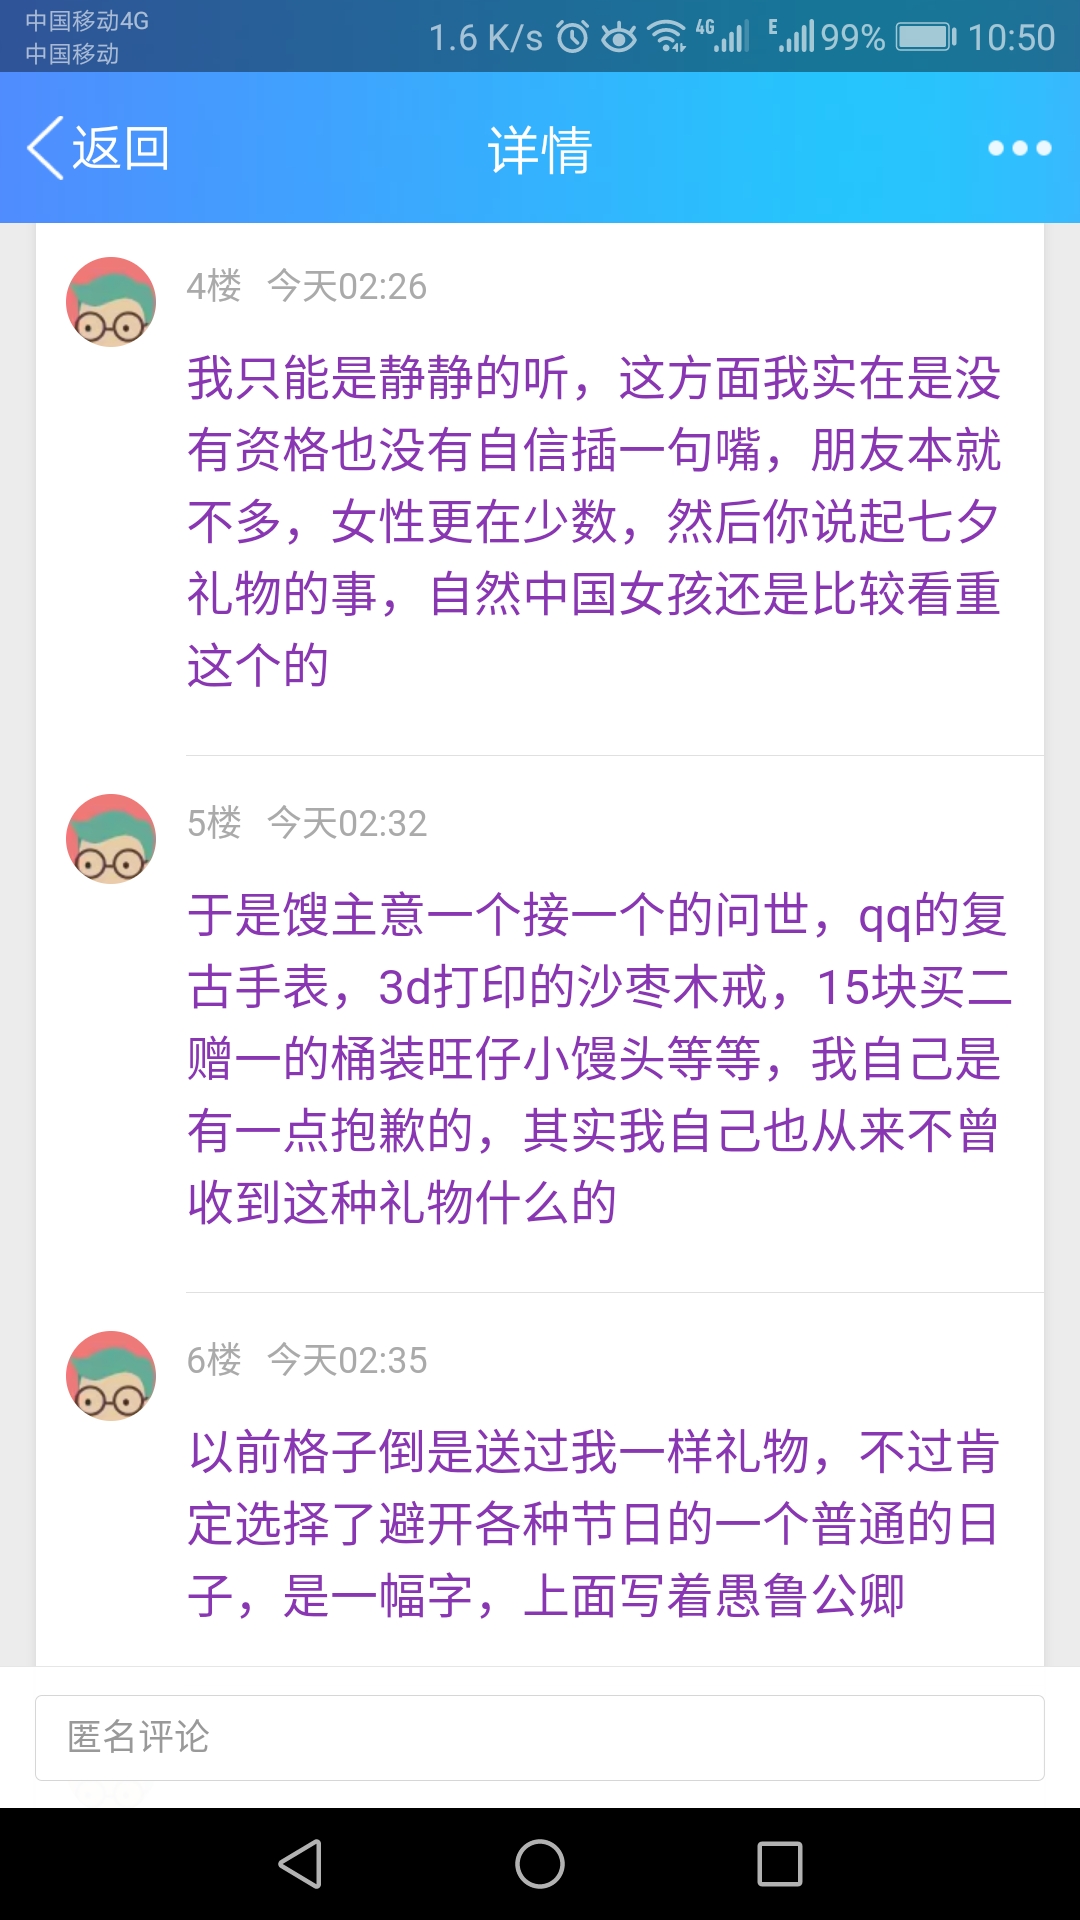 中国移动4G
中国移动
1.6 K/s
4G
E
99%
10:50
返回
详情
4楼 今天02:26
我只能是静静的听，这方面我实在是没
有资格也没有自信插一句嘴，朋友本就
不多，女性更在少数，然后你说起七夕
礼物的事，自然中国女孩还是比较看重
这个的
5楼 今天02:32
于是馊主意一个接一个的问世，qq的复
古手表，3d打印的沙枣木戒，15块买二
赠一的桶装旺仔小馒头等等，我自己是
有一点抱歉的，其实我自己也从来不曾
收到这种礼物什么的
6楼 今天02:35
以前格子倒是送过我一样礼物，不过肯
定选择了避开各种节日的一个普通的日
子，是一幅字，上面写着愚鲁公卿
匿名评论